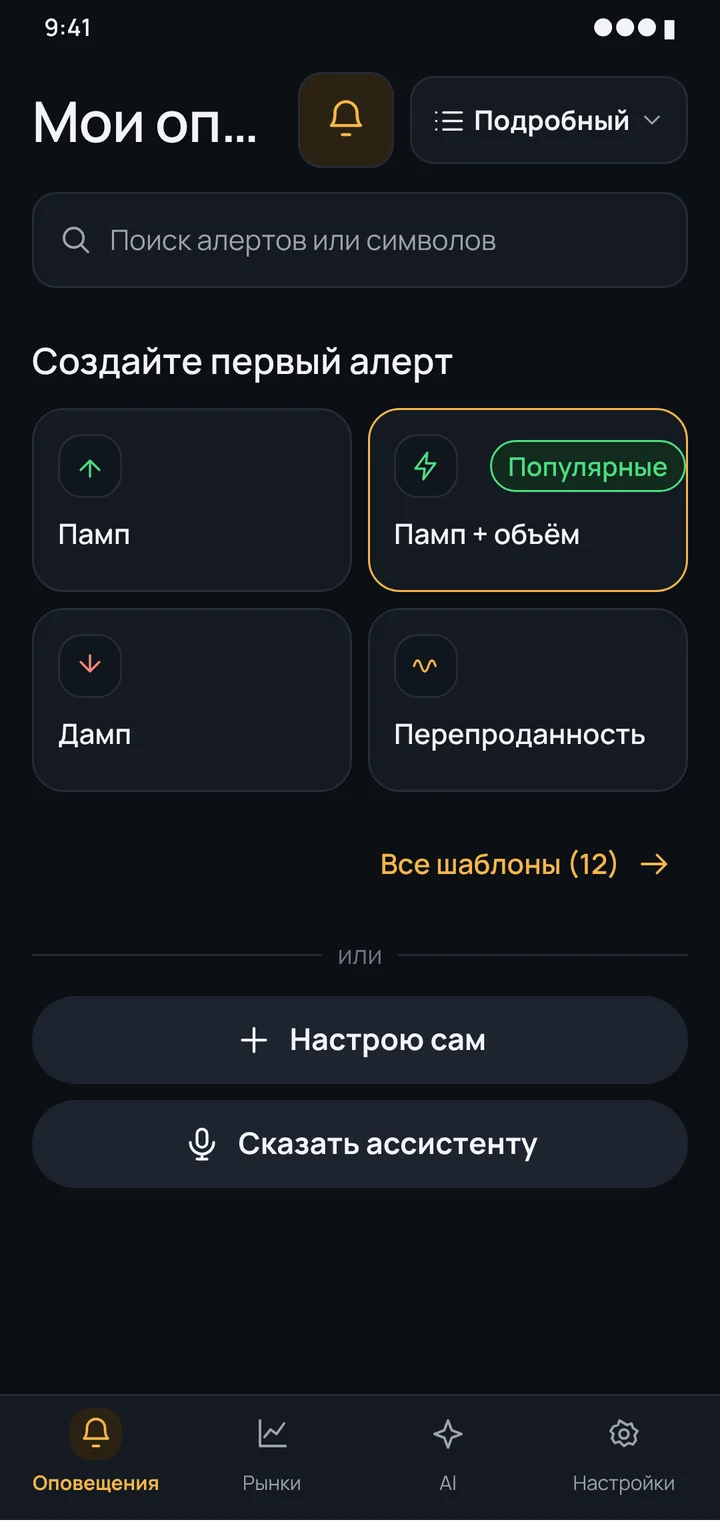 9:41
Мои оп...
Подробный
Поиск алертов или символов
Создайте первый алерт
Памп
Популярные
Памп + объём
Дамп
Перепроданность
Все шаблоны (12)
или
Настрою сам
Сказать ассистенту
Оповещения
Рынки
AI
Настройки